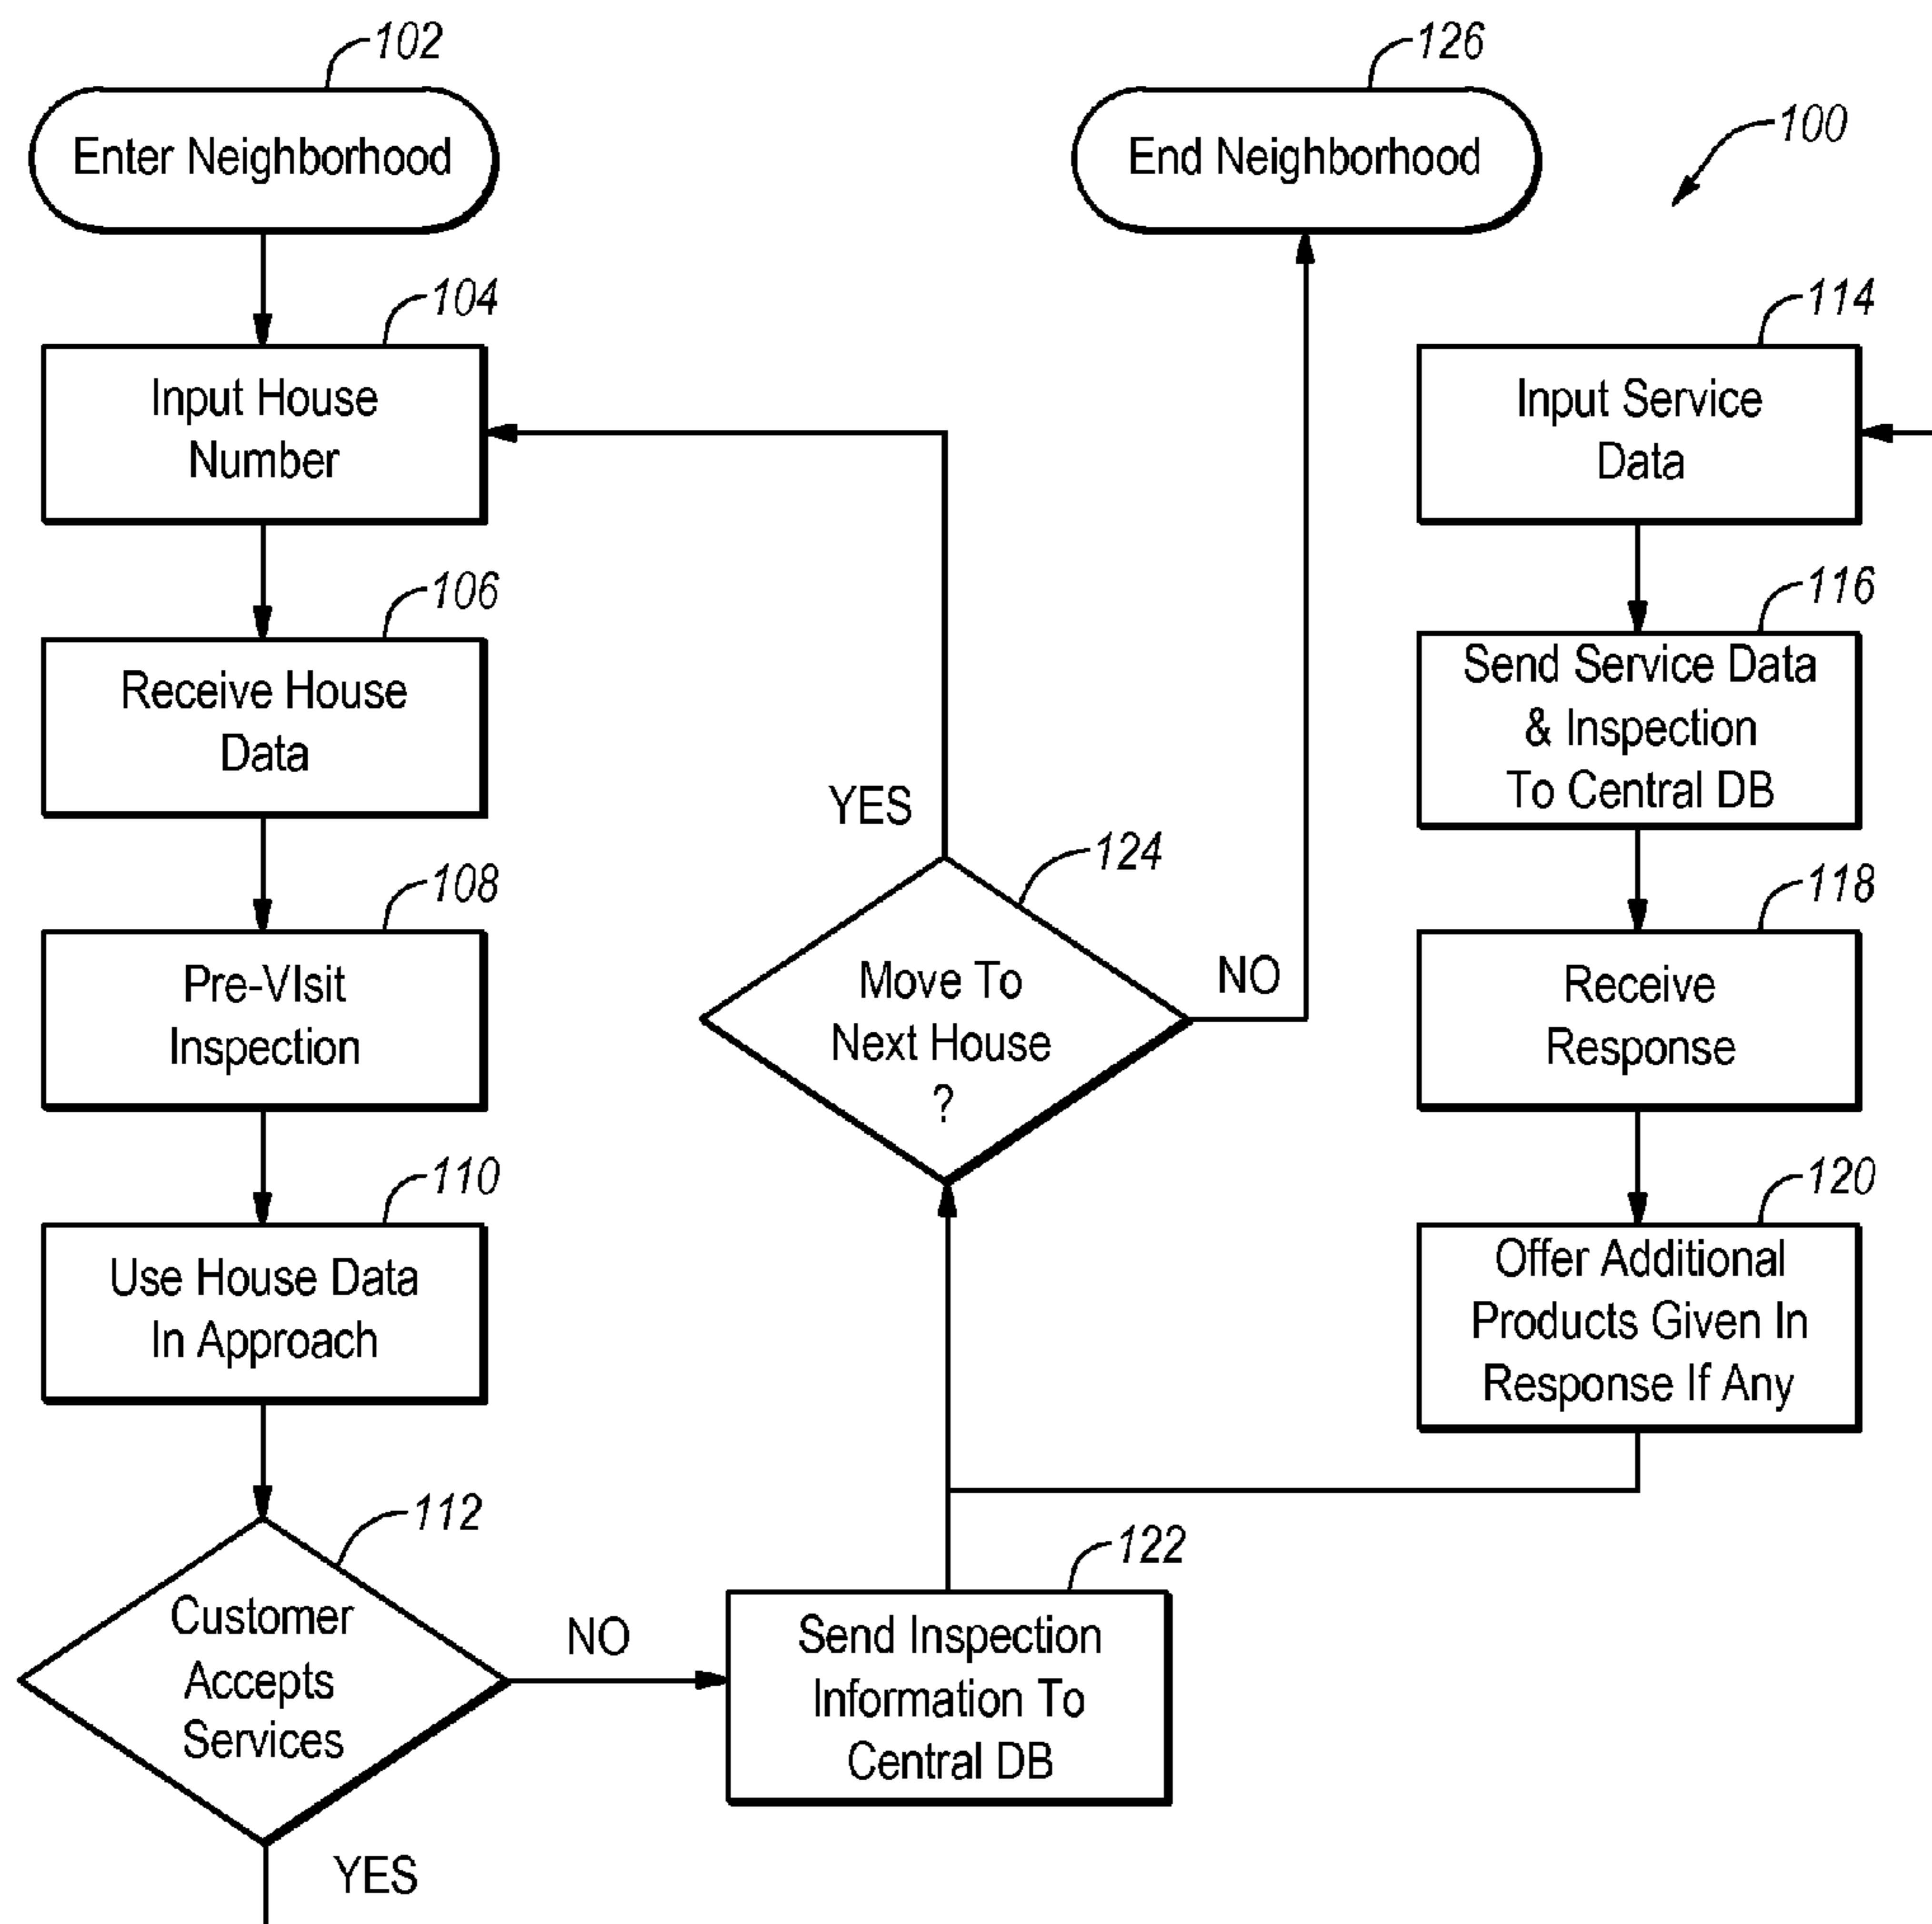 102
Enter Neighborhood
126
End Neighborhood
100
104
Input House
Number
114
Input Service
Data
106
Receive House
Data
116
Send Service Data
& Inspection
To Central DB
YES
124
Move To
Next House
?
NO
108
Pre-VIsit
Inspection
118
Receive
Response
110
Use House Data
In Approach
120
Offer Additional
Products Given In
Response If Any
112
Customer
Accepts
Services
NO
122
Send Inspection
Information To
Central DB
YES